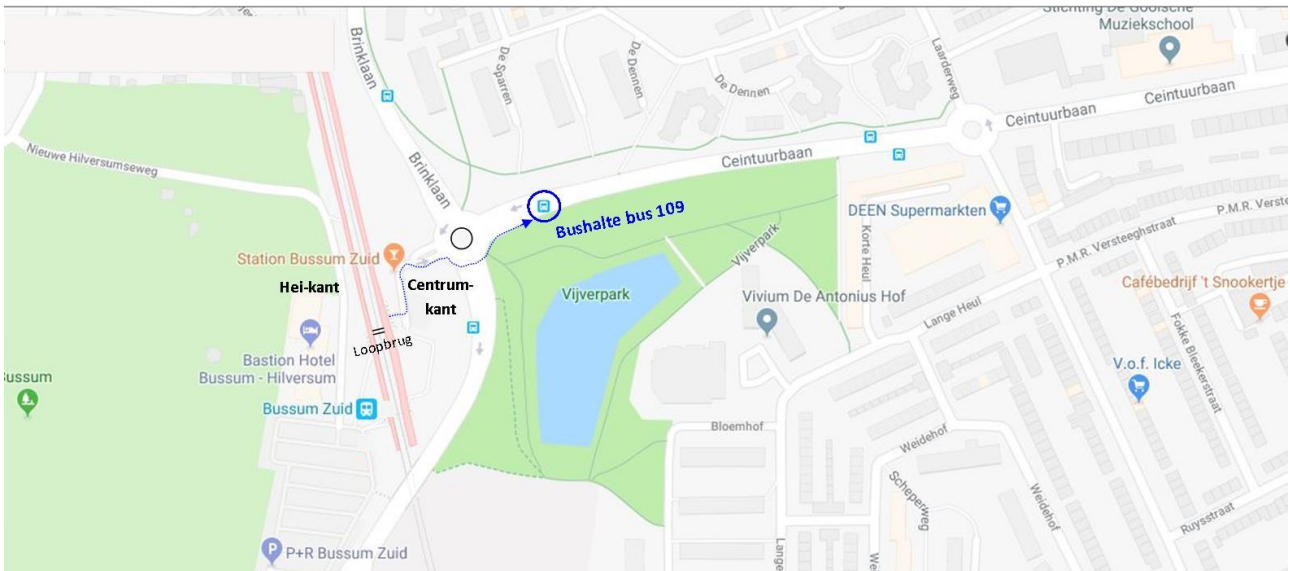 Stichting De Gooische
Muziekschool
Brinklaan
De Sparren
De Dennen
De Dennen
Laarderweg
Ceintuurbaan
Ceintuurbaan
Ceintuurbaan
Nieuwe Hilversumseweg
Brinklaan
Bushalte bus 109
DEEN Supermarkten
P.M.R. Verste
P.M.R. Versteeghstraat
Korte Heul
Vijverpark
Station Bussum Zuid
Hei-kant
Centrum-
kant
Vijverpark
Vivium De Antonius Hof
Cafébedrijf 't Snookertje
Lange Heul
Fokke Bleekerstraat
Loopbrug
Bastion Hotel
Bussum - Hilversum
V.o.f. Icke
ussum
Bussum Zuid
Bloemhof
Weidehof
Scheperweg
Weidehof
Ruysstraat
P+R Bussum Zuid
Lange
We